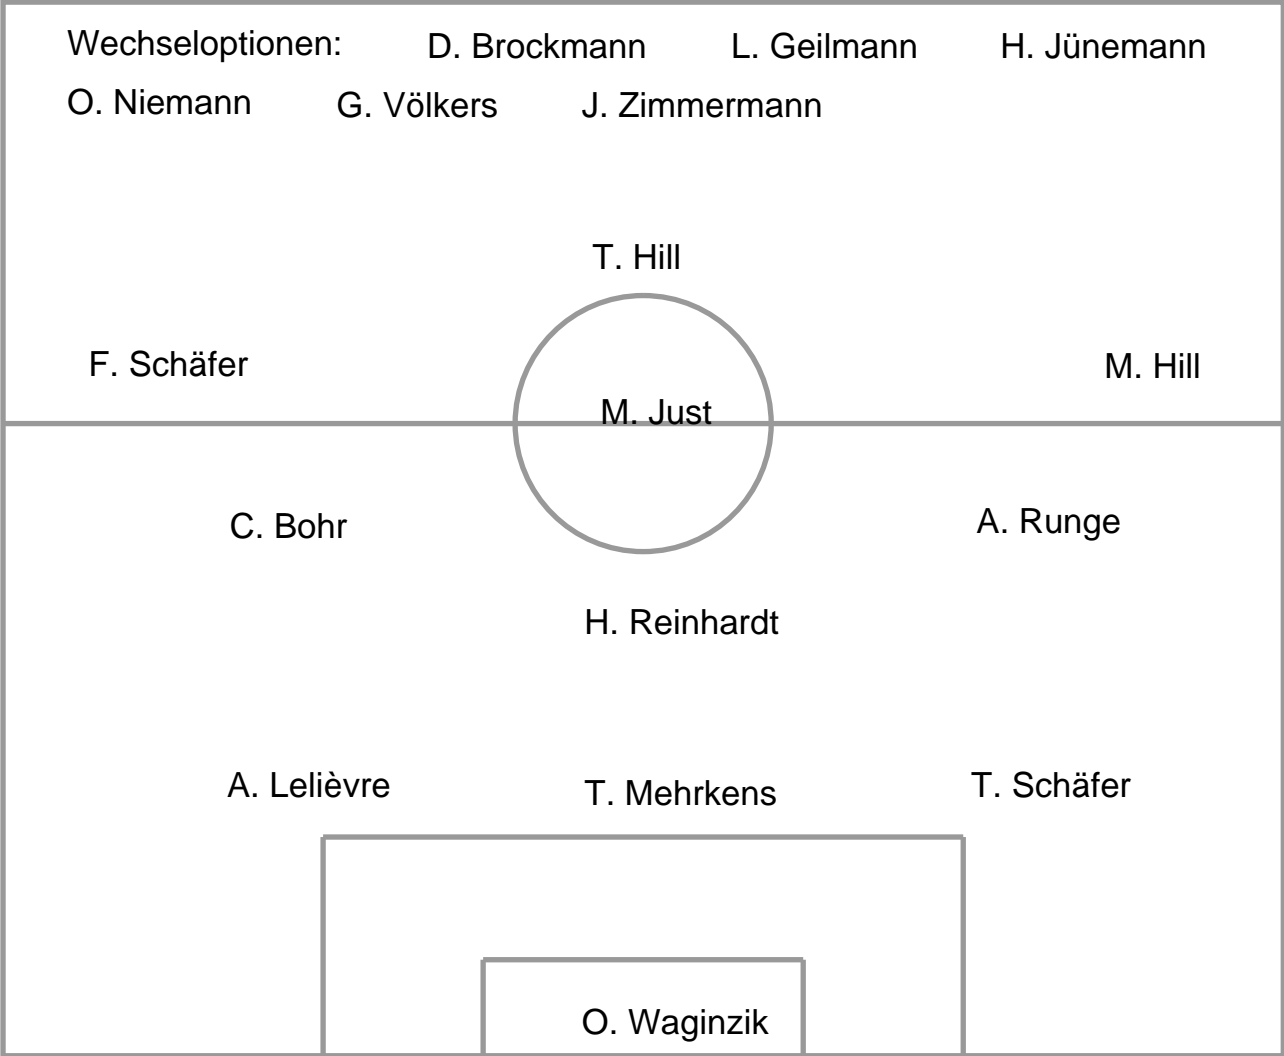 Wechseloptionen: D. Brockmann L. Geilmann H. Jünemann
O. Niemann G. Völkers J. Zimmermann
T. Hill
F. Schäfer M. Hill
M. Just
C. Bohr A. Runge
H. Reinhardt
A. Lelièvre T. Mehrkens T. Schäfer
O. Waginzik